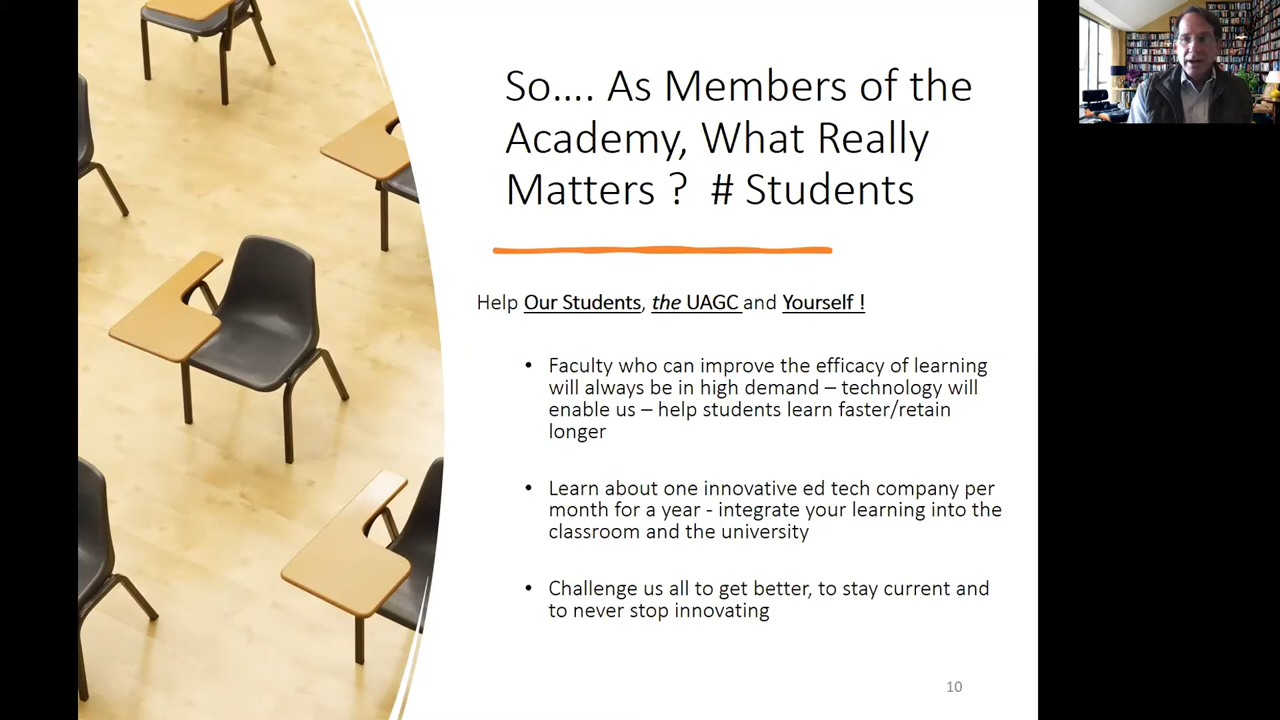 So.... As Members of the
Academy, What Really
Matters ? # Students
Help Our Students, the UAGC and Yourself !
• Faculty who can improve the efficacy of learning
will always be in high demand – technology will
enable us – help students learn faster/retain
longer
• Learn about one innovative ed tech company per
month for a year - integrate your learning into the
classroom and the university
• Challenge us all to get better, to stay current and
to never stop innovating
10